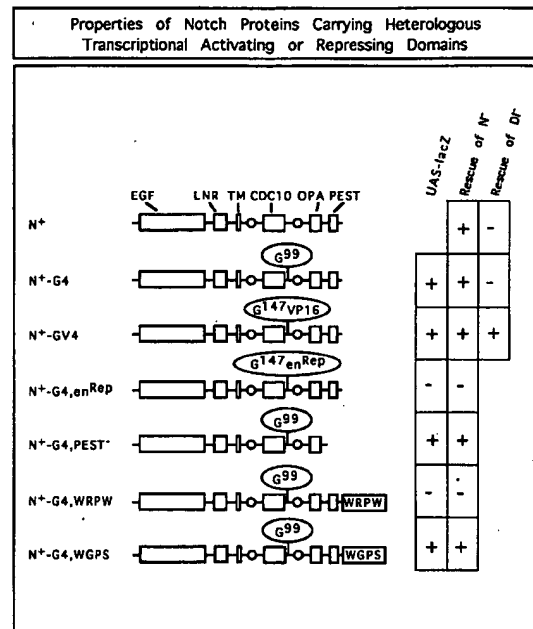 Properties of Notch Proteins Carrying Heterologous
Transcriptional Activating or Repressing Domains
UAS-lacZ
Rescue of N⁻
Rescue of Dl⁻
EGF LNR TM CDC10 OPA PEST
N⁺ + -
G⁹⁹
N⁺-G4 + + -
G¹⁴⁷VP16
N⁺-GV4 + + +
G¹⁴⁷enᴿᵉᵖ
N⁺-G4,enᴿᵉᵖ - -
G⁹⁹
N⁺-G4,PEST⁻ + +
G⁹⁹
N⁺-G4,WRPW WRPW - -
G⁹⁹
N⁺-G4,WGPS WGPS + +